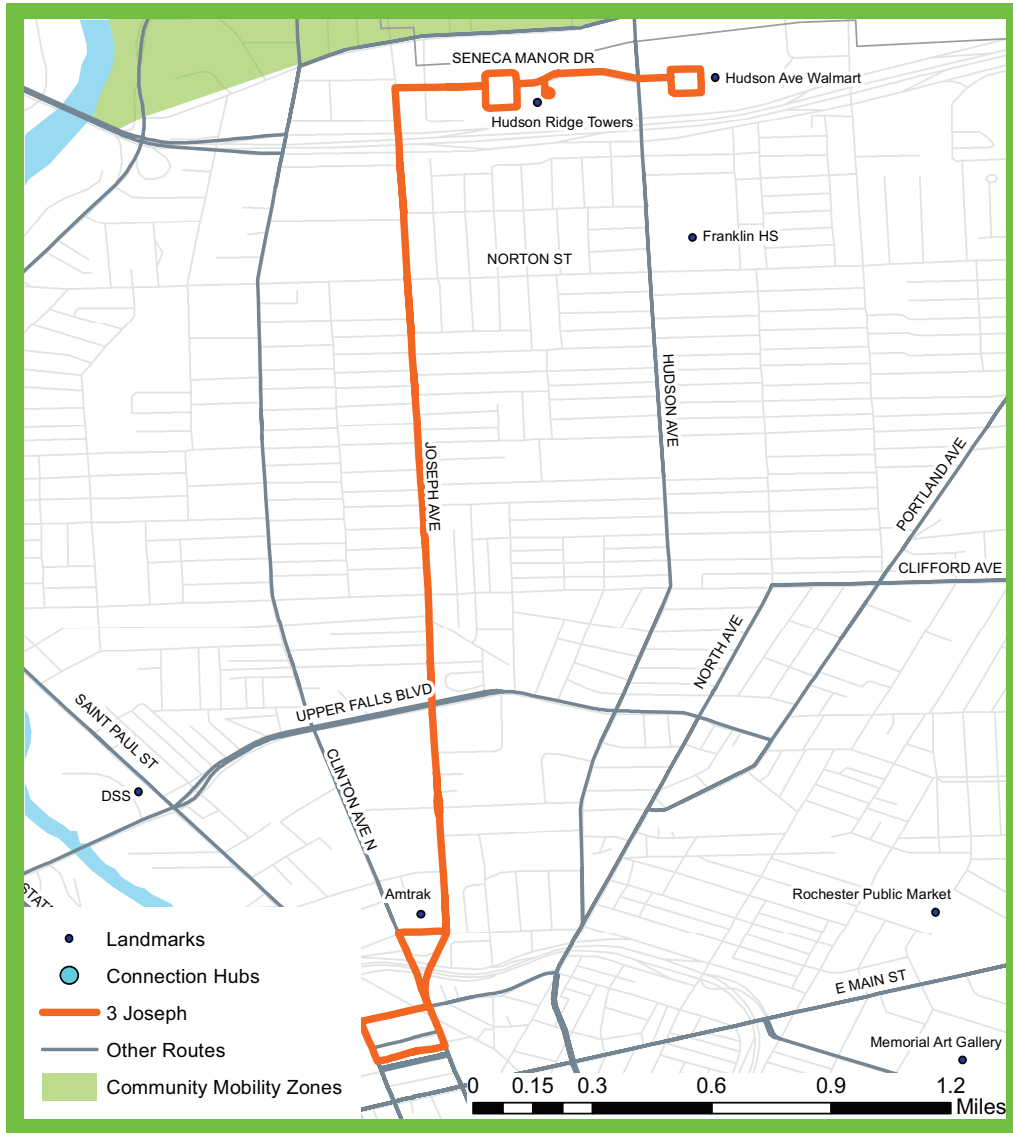 SENECA MANOR DR
Hudson Ave Walmart
Hudson Ridge Towers
Franklin HS
NORTON ST
HUDSON AVE
JOSEPH AVE
PORTLAND AVE
CLIFFORD AVE
NORTH AVE
UPPER FALLS BLVD
SAINT PAUL ST
CLINTON AVE N
DSS
Amtrak
Rochester Public Market
STAT
E MAIN ST
Memorial Art Gallery
Landmarks
Connection Hubs
3 Joseph
Other Routes
Community Mobility Zones
0 0.15 0.3 0.6 0.9 1.2
Miles